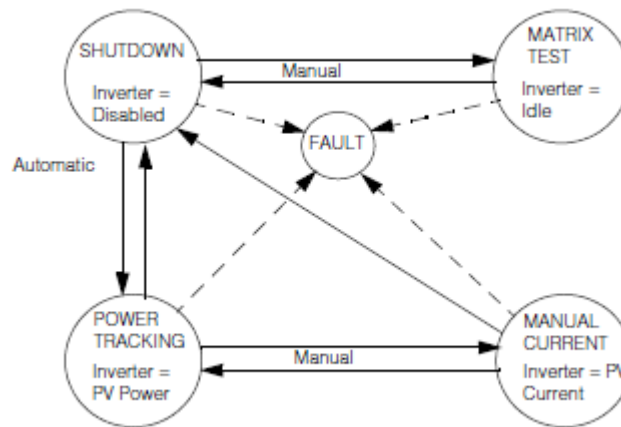 SHUTDOWN
Inverter =
Disabled
Manual
MATRIX
TEST
Inverter =
Idle
FAULT
Automatic
POWER
TRACKING
Inverter =
PV Power
Manual
MANUAL
CURRENT
Inverter = PV
Current